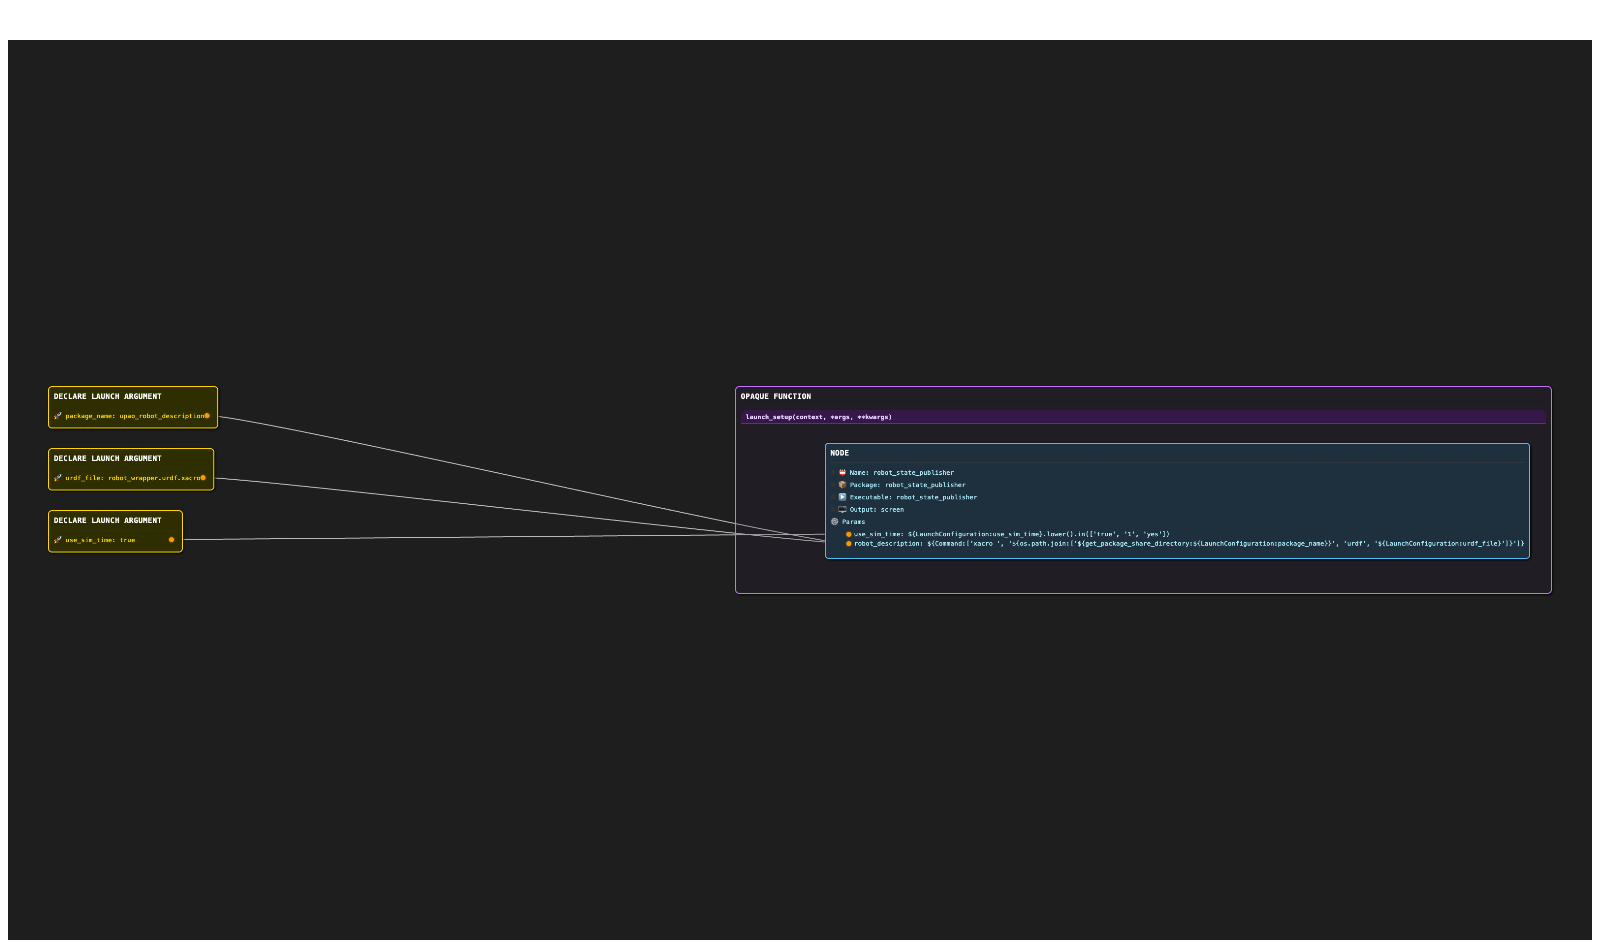 DECLARE LAUNCH ARGUMENT
package_name: upao_robot_description
DECLARE LAUNCH ARGUMENT
urdf_file: robot_wrapper.urdf.xacro
DECLARE LAUNCH ARGUMENT
use_sim_time: true
OPAQUE FUNCTION
launch_setup(context, *args, **kwargs)
NODE
Name: robot_state_publisher
Package: robot_state_publisher
Executable: robot_state_publisher
Output: screen
Params
use_sim_time: ${LaunchConfiguration:use_sim_time}.lower().in(['true', '1', 'yes'])
robot_description: ${Command:['xacro ', '${os.path.join:['${get_package_share_directory:${LaunchConfiguration:package_name}}', 'urdf', '${LaunchConfiguration:urdf_file}']}']}